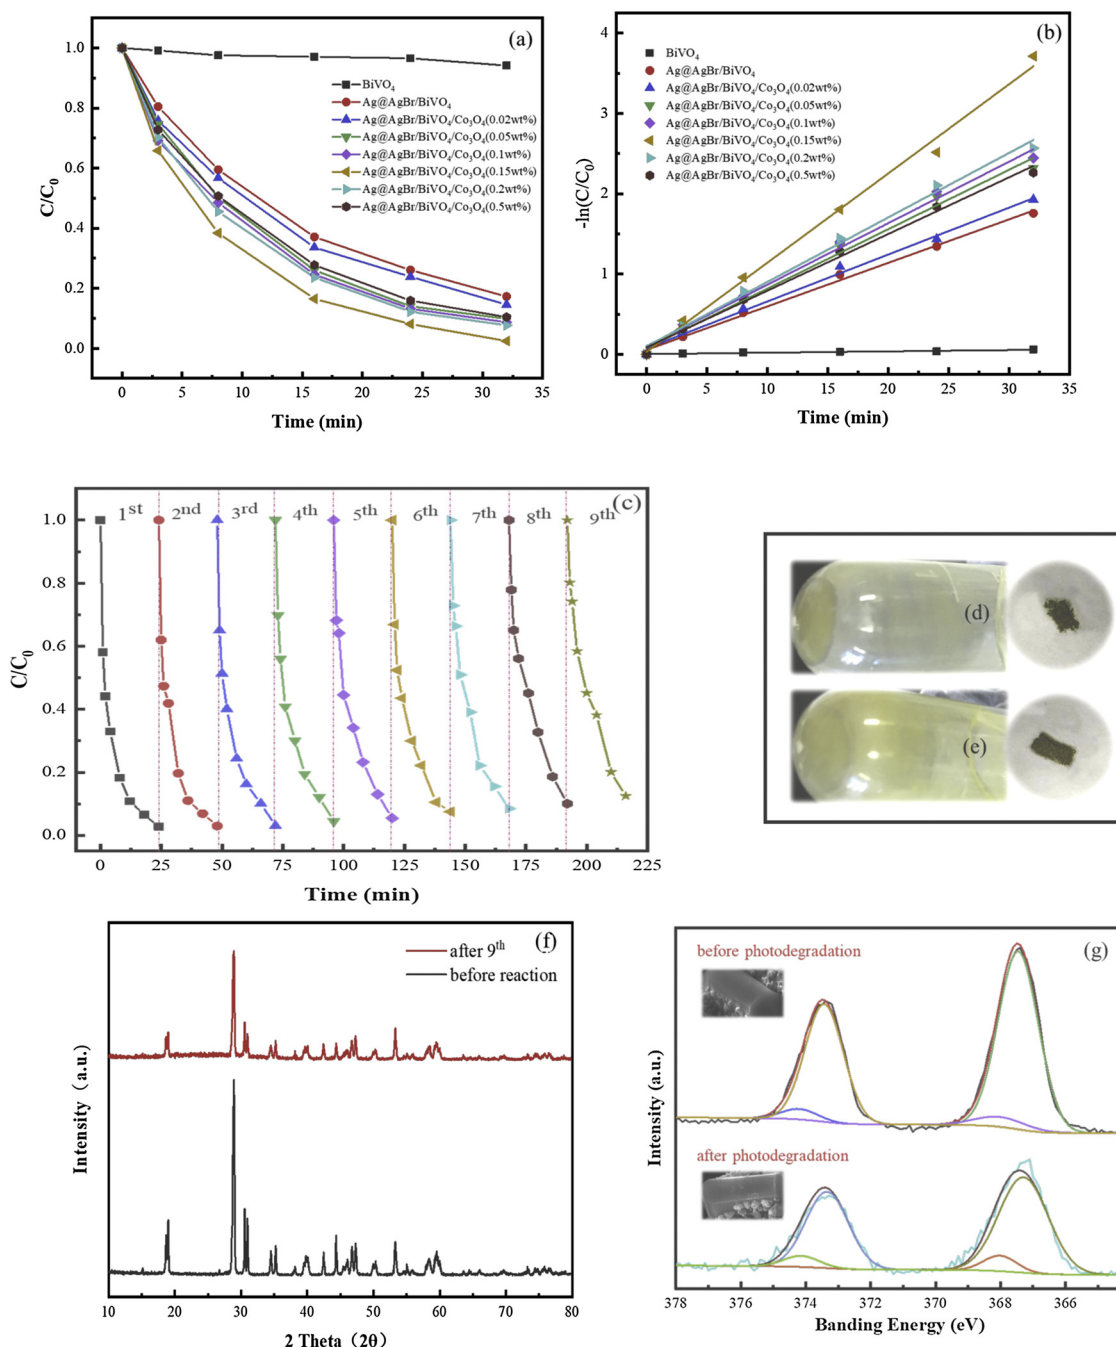 (a)
C/C0
1.0
0.8
0.6
0.4
0.2
0.0
BiVO4
Ag@AgBr/BiVO4
Ag@AgBr/BiVO4/Co3O4(0.02wt%)
Ag@AgBr/BiVO4/Co3O4(0.05wt%)
Ag@AgBr/BiVO4/Co3O4(0.1wt%)
Ag@AgBr/BiVO4/Co3O4(0.15wt%)
Ag@AgBr/BiVO4/Co3O4(0.2wt%)
Ag@AgBr/BiVO4/Co3O4(0.5wt%)
0 5 10 15 20 25 30 35
Time (min)
(b)
-ln(C/C0)
4
3
2
1
0
BiVO4
Ag@AgBr/BiVO4
Ag@AgBr/BiVO4/Co3O4(0.02wt%)
Ag@AgBr/BiVO4/Co3O4(0.05wt%)
Ag@AgBr/BiVO4/Co3O4(0.1wt%)
Ag@AgBr/BiVO4/Co3O4(0.15wt%)
Ag@AgBr/BiVO4/Co3O4(0.2wt%)
Ag@AgBr/BiVO4/Co3O4(0.5wt%)
0 5 10 15 20 25 30 35
Time (min)
(c)
1st 2nd 3rd 4th 5th 6th 7th 8th 9th
C/C0
1.0
0.8
0.6
0.4
0.2
0.0
0 25 50 75 100 125 150 175 200 225
Time (min)
(d)
(e)
(f)
after 9th
before reaction
Intensity (a.u.)
10 20 30 40 50 60 70 80
2 Theta (2θ)
(g)
before photodegradation
after photodegradation
Intensity (a.u.)
378 376 374 372 370 368 366
Banding Energy (eV)